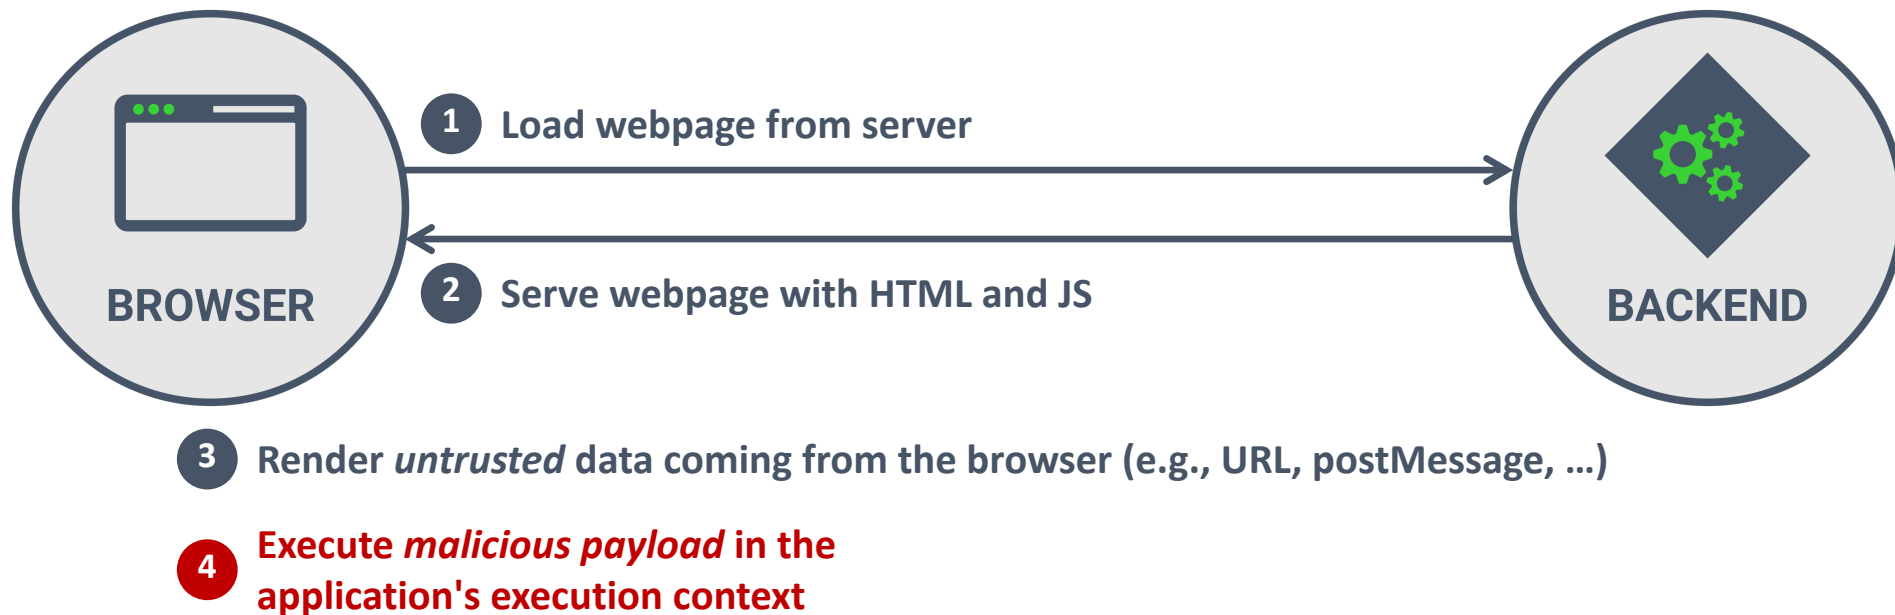 1 Load webpage from server
BROWSER
2 Serve webpage with HTML and JS
BACKEND
3 Render untrusted data coming from the browser (e.g., URL, postMessage, …)
4 Execute malicious payload in the
application's execution context